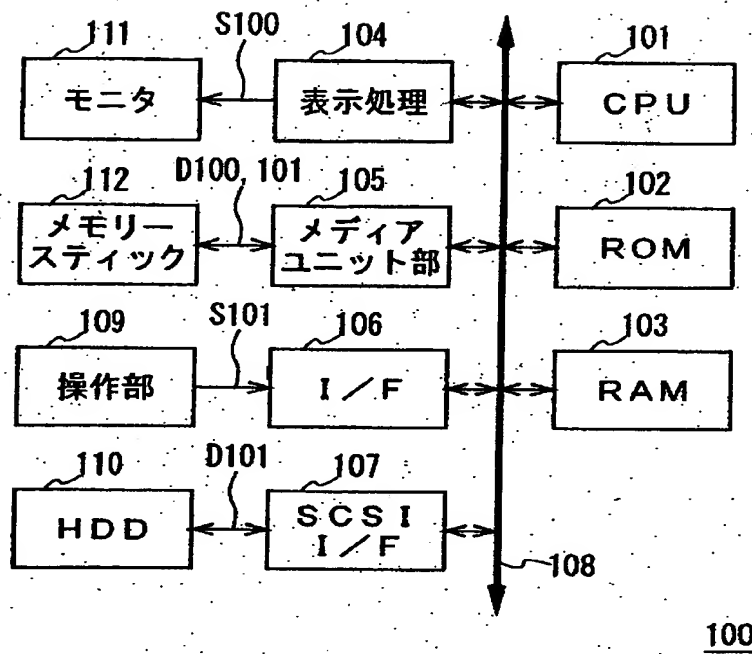 111
S100
104
101
モニタ
表示処理
CPU
112
D100, 101
105
102
メモリー
スティック
メディア
ユニット部
ROM
109
S101
106
103
操作部
I/F
RAM
110
D101
107
HDD
SCSI
I/F
108
100